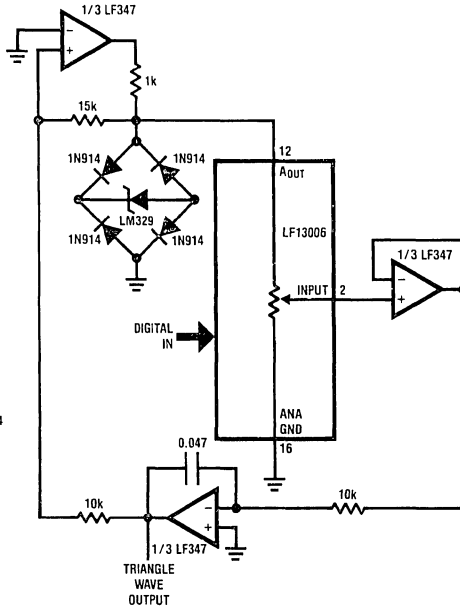 1/3 LF347
−
+
1k
15k
1N914
1N914
LM329
1N914
1N914
12
AOUT
LF13006
1/3 LF347
INPUT
2
−
+
DIGITAL
IN
ANA
GND
16
4
0.047
10k
−
+
10k
1/3 LF347
TRIANGLE
WAVE
OUTPUT